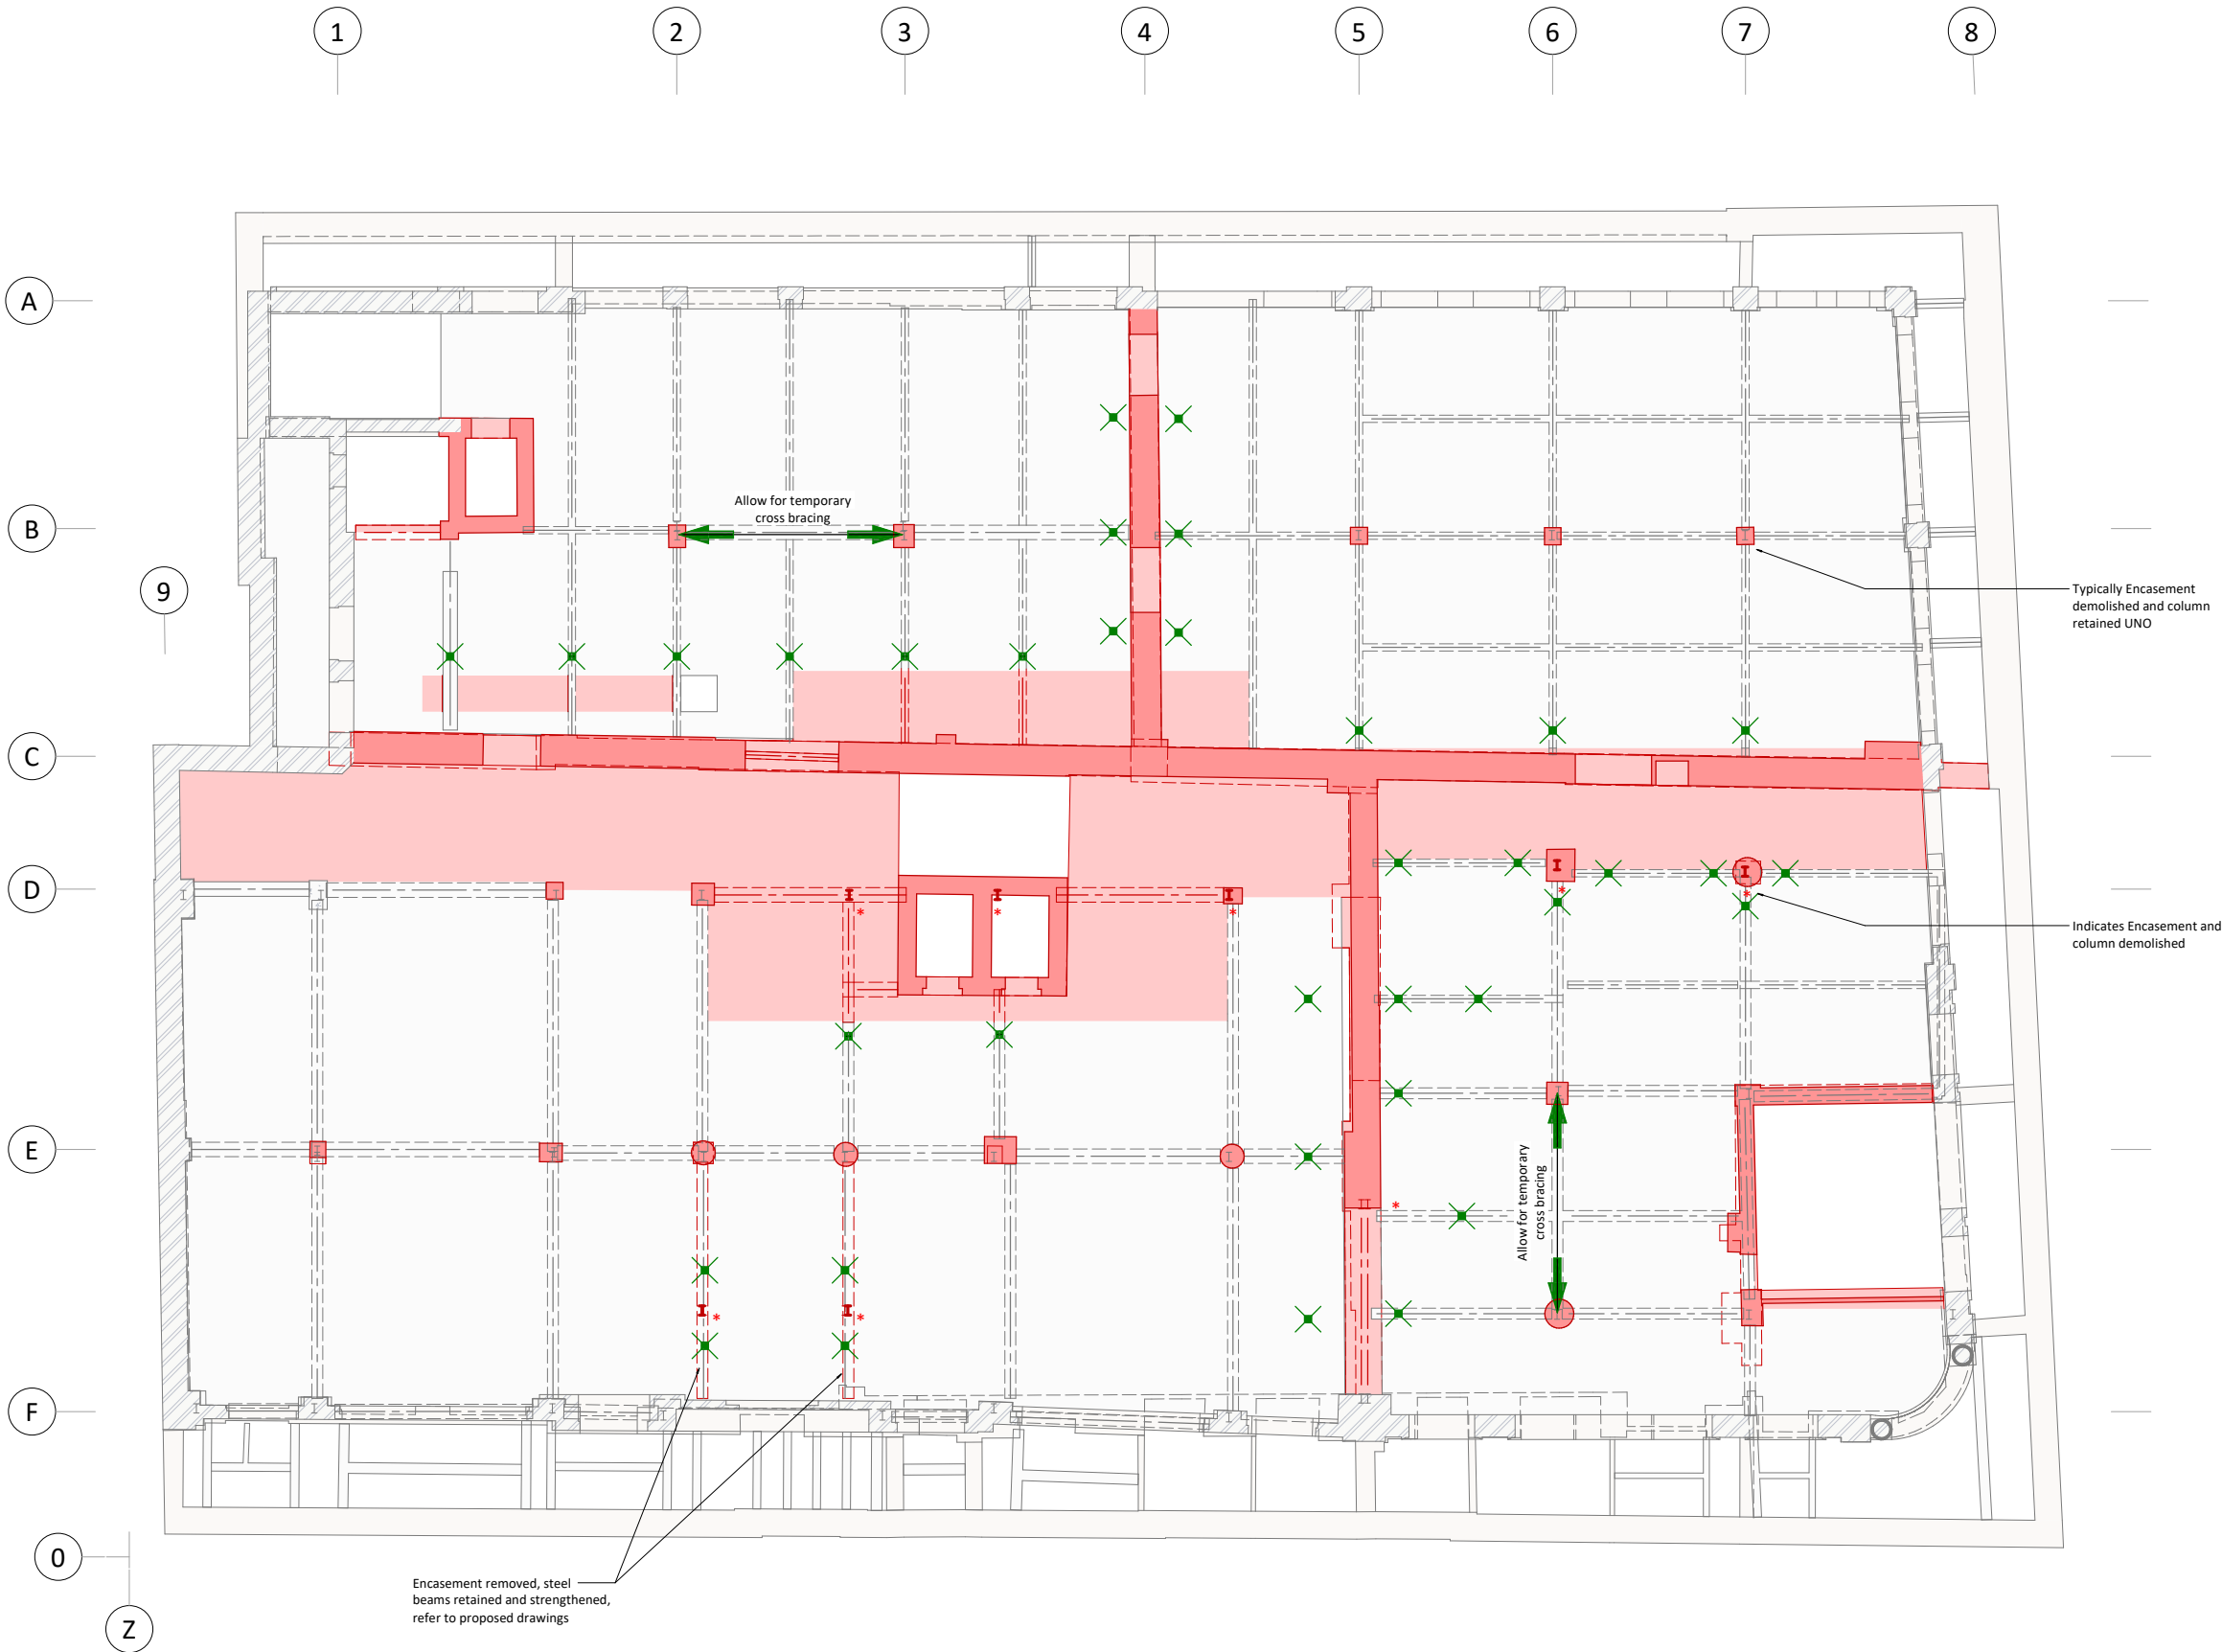 1
2
3
4
5
6
7
8
A
Allow for temporary
cross bracing
B
9
Typically Encasement
demolished and column
retained UNO
C
D
*
*
*
*
*
Indicates Encasement and
column demolished
E
Allow for temporary
cross bracing
*
*
*
F
0
Encasement removed, steel
beams retained and strengthened,
refer to proposed drawings
Z